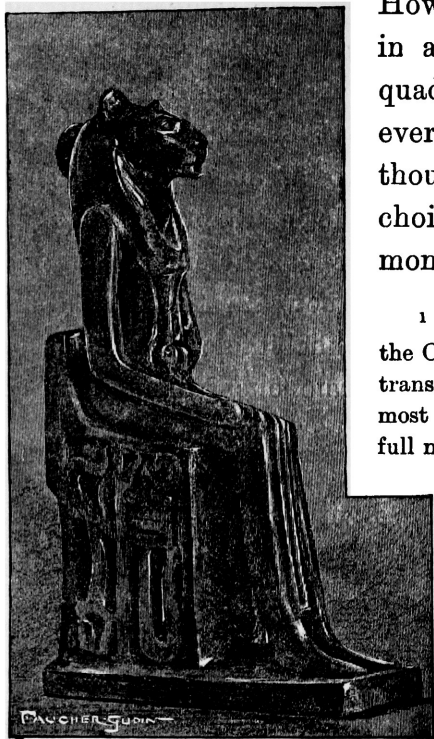 How
in a
quad
ever
thou
choi
mon
1
the C
trans
most
full n
FAUCHER-GUDIN